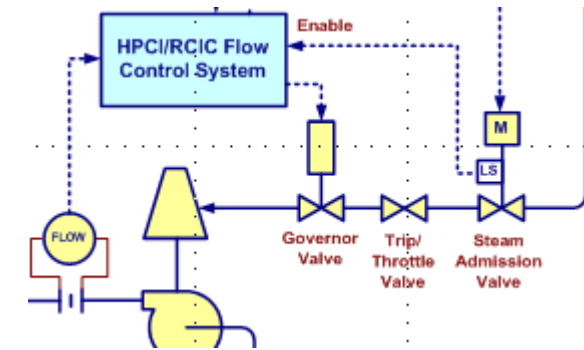 Enable
HPCI/RCIC Flow
Control System
M
LS
FLOW
Governor
Valve
Trip/
Throttle
Valve
Steam
Admission
Valve